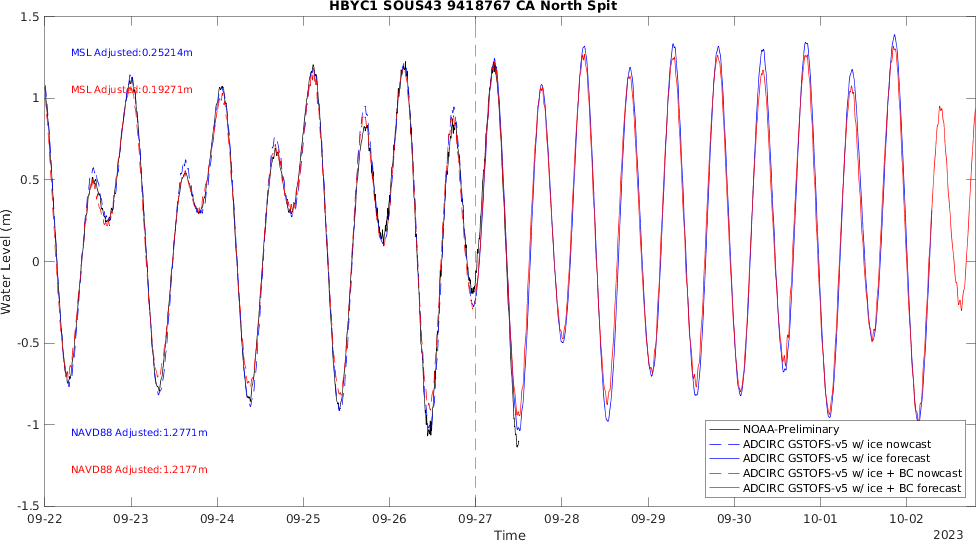 HBYC1 SOUS43 9418767 CA North Spit
1.5
1
0.5
0
-0.5
-1
-1.5
Water Level (m)
MSL Adjusted:0.25214m
MSL Adjusted:0.19271m
NAVD88 Adjusted:1.2771m
NAVD88 Adjusted:1.2177m
NOAA-Preliminary
ADCIRC GSTOFS-v5 w/ ice nowcast
ADCIRC GSTOFS-v5 w/ ice forecast
ADCIRC GSTOFS-v5 w/ ice + BC nowcast
ADCIRC GSTOFS-v5 w/ ice + BC forecast
09-22 09-23 09-24 09-25 09-26 09-27 09-28 09-29 09-30 10-01 10-02
Time
2023